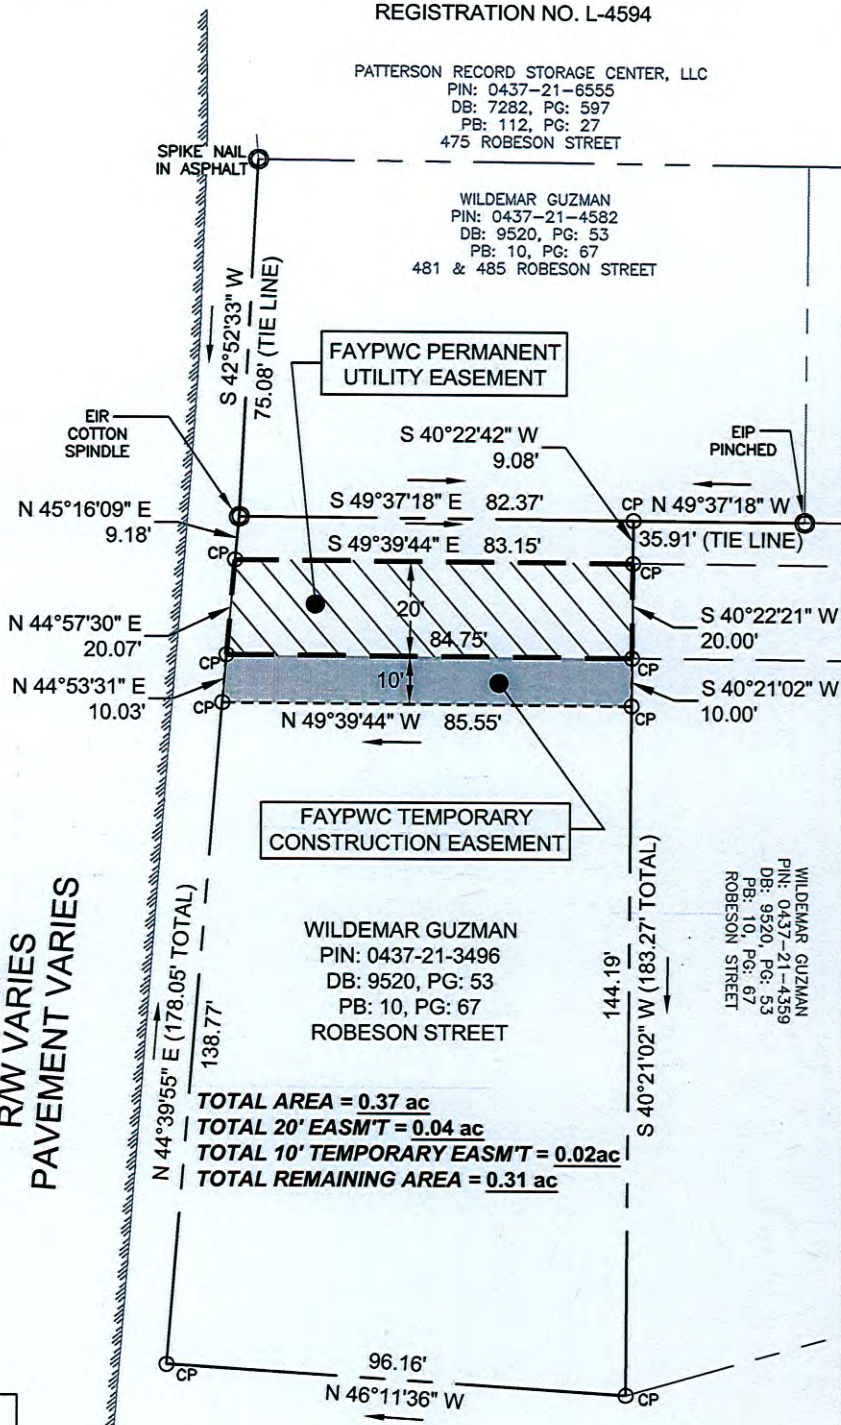 REGISTRATION NO. L-4594
PATTERSON RECORD STORAGE CENTER, LLC
PIN: 0437-21-6555
DB: 7282, PG: 597
PB: 112, PG: 27
475 ROBESON STREET
SPIKE NAIL
IN ASPHALT
WILDEMAR GUZMAN
PIN: 0437-21-4582
DB: 9520, PG: 53
PB: 10, PG: 67
481 & 485 ROBESON STREET
S 42°52'33" W
75.08' (TIE LINE)
FAYPWC PERMANENT
UTILITY EASEMENT
EIR
COTTON
SPINDLE
S 40°22'42" W
9.08'
EIP
PINCHED
N 45°16'09" E
9.18'
S 49°37'18" E 82.37'
CP
N 49°37'18" W
35.91' (TIE LINE)
S 49°39'44" E 83.15'
CP
CP
N 44°57'30" E
20.07'
20'
84.75'
S 40°22'21" W
20.00'
CP
CP
N 44°53'31" E
10.03'
10'
S 40°21'02" W
10.00'
CP
CP
N 49°39'44" W 85.55'
FAYPWC TEMPORARY
CONSTRUCTION EASEMENT
R/W VARIES
PAVEMENT VARIES
N 44°39'55" E (178.05' TOTAL)
138.77'
WILDEMAR GUZMAN
PIN: 0437-21-3496
DB: 9520, PG: 53
PB: 10, PG: 67
ROBESON STREET
144.19'
S 40°21'02" W (183.27' TOTAL)
WILDEMAR GUZMAN
PIN: 0437-21-4359
DB: 9520, PG: 53
PB: 10, PG: 67
ROBESON STREET
TOTAL AREA = 0.37 ac
TOTAL 20' EASM'T = 0.04 ac
TOTAL 10' TEMPORARY EASM'T = 0.02ac
TOTAL REMAINING AREA = 0.31 ac
CP
96.16'
N 46°11'36" W
CP